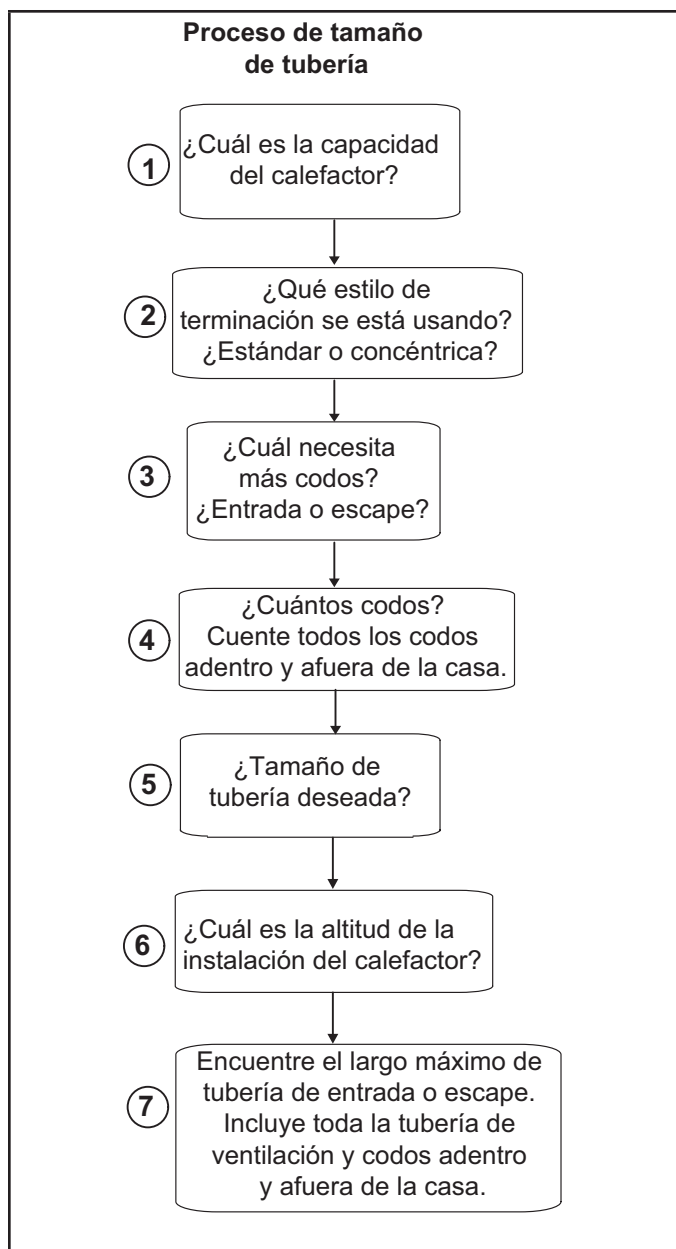 Proceso de tamaño
de tubería
1
¿Cuál es la capacidad
del calefactor?
2
¿Qué estilo de
terminación se está usando?
¿Estándar o concéntrica?
3
¿Cuál necesita
más codos?
¿Entrada o escape?
4
¿Cuántos codos?
Cuente todos los codos
adentro y afuera de la casa.
5
¿Tamaño de
tubería deseada?
6
¿Cuál es la altitud de la
instalación del calefactor?
7
Encuentre el largo máximo de
tubería de entrada o escape.
Incluye toda la tubería de
ventilación y codos adentro
y afuera de la casa.